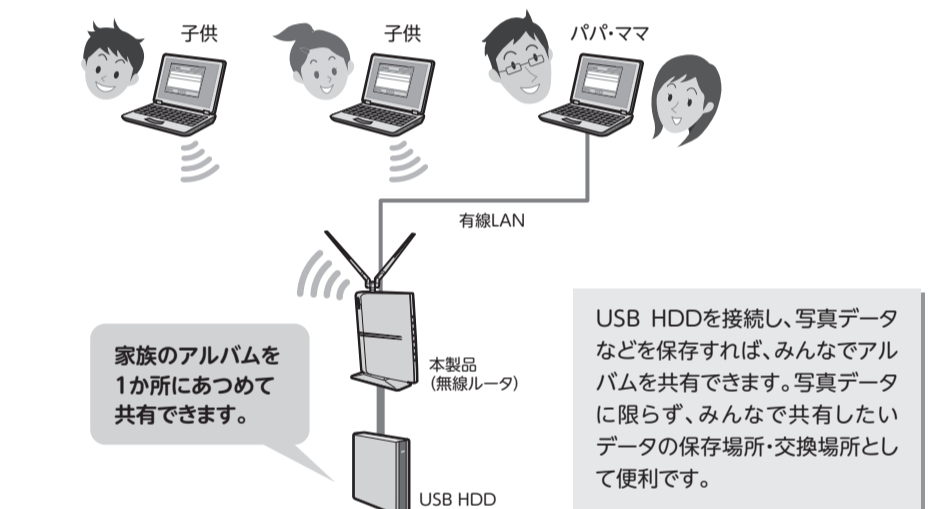 子供
子供
パパ・ママ
有線LAN
本製品
（無線ルータ）
家族のアルバムを
1か所にあつめて
共有できます。
USB HDD
USB HDDを接続し、写真データ
などを保存すれば、みんなでアル
バムを共有できます。写真データ
に限らず、みんなで共有したい
データの保存場所・交換場所とし
て便利です。